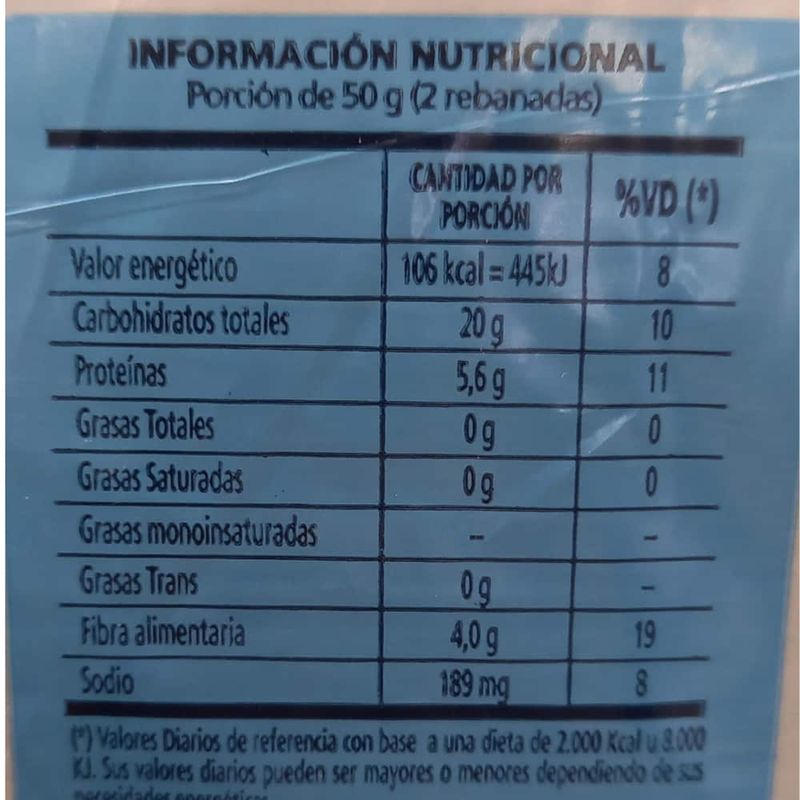 INFORMACIÓN NUTRICIONAL
Porción de 50 g (2 rebanadas)
CANTIDAD POR PORCIÓN %VD (*)
Valor energético 106 kcal = 445kJ 8
Carbohidratos totales 20 g 10
Proteínas 5,6 g 11
Grasas Totales 0 g 0
Grasas Saturadas 0 g 0
Grasas monoinsaturadas -- -
Grasas Trans 0 g -
Fibra alimentaria 4,0 g 19
Sodio 189 mg 8
(*) Valores Diarios de referencia con base a una dieta de 2.000 Kcal u 8.000
KJ. Sus valores diarios pueden ser mayores o menores dependiendo de sus